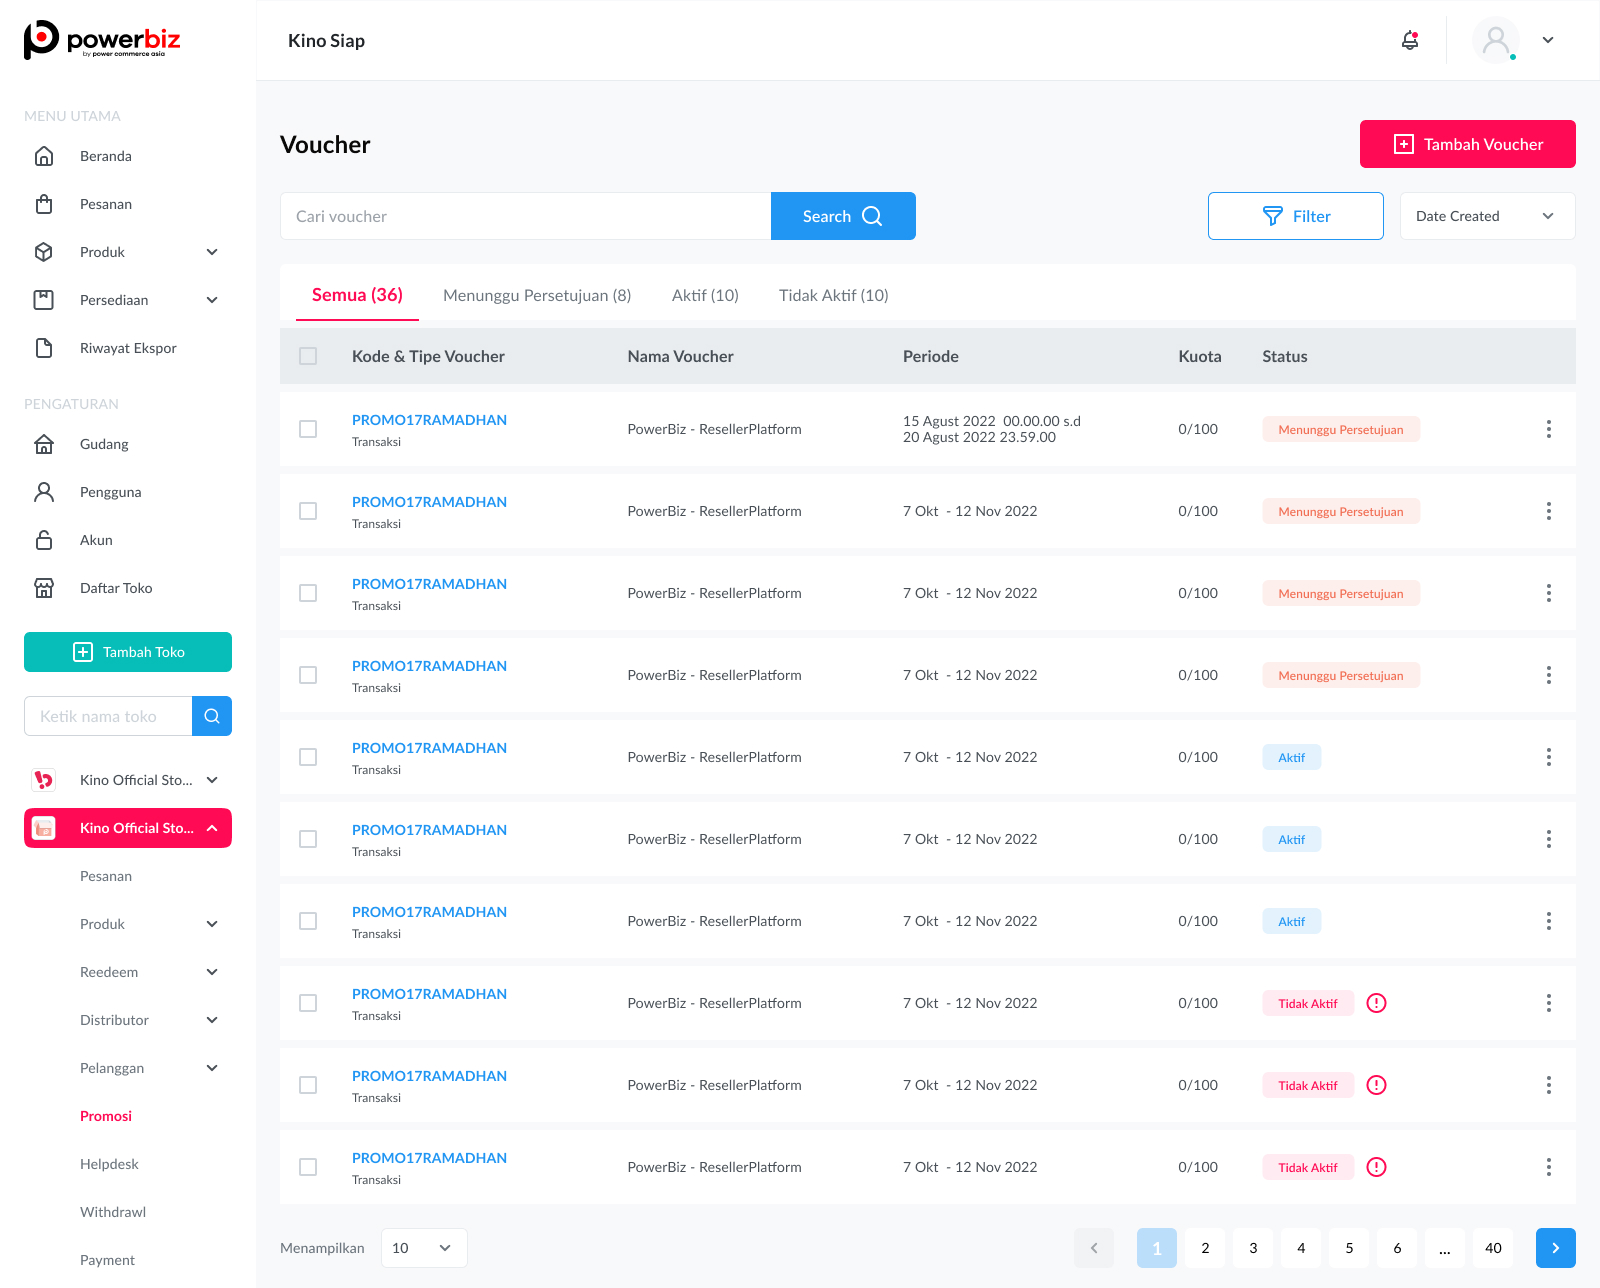 powerbiz
by power commerce asia
Kino Siap
MENU UTAMA
Beranda
Pesanan
Produk
Persediaan
Riwayat Ekspor
PENGATURAN
Gudang
Pengguna
Akun
Daftar Toko
Tambah Toko
Ketik nama toko
Kino Official Sto...
Kino Official Sto...
Pesanan
Produk
Reedeem
Distributor
Pelanggan
Promosi
Helpdesk
Withdrawl
Payment
Voucher
Tambah Voucher
Cari voucher
Search
Filter
Date Created
Semua (36)
Menunggu Persetujuan (8)
Aktif (10)
Tidak Aktif (10)
Kode & Tipe Voucher
Nama Voucher
Periode
Kuota
Status
PROMO17RAMADHAN
Transaksi
PowerBiz - ResellerPlatform
15 Agust 2022  00.00.00 s.d
20 Agust 2022 23.59.00
0/100
Menunggu Persetujuan
PROMO17RAMADHAN
Transaksi
PowerBiz - ResellerPlatform
7 Okt  - 12 Nov 2022
0/100
Menunggu Persetujuan
PROMO17RAMADHAN
Transaksi
PowerBiz - ResellerPlatform
7 Okt  - 12 Nov 2022
0/100
Menunggu Persetujuan
PROMO17RAMADHAN
Transaksi
PowerBiz - ResellerPlatform
7 Okt  - 12 Nov 2022
0/100
Menunggu Persetujuan
PROMO17RAMADHAN
Transaksi
PowerBiz - ResellerPlatform
7 Okt  - 12 Nov 2022
0/100
Aktif
PROMO17RAMADHAN
Transaksi
PowerBiz - ResellerPlatform
7 Okt  - 12 Nov 2022
0/100
Aktif
PROMO17RAMADHAN
Transaksi
PowerBiz - ResellerPlatform
7 Okt  - 12 Nov 2022
0/100
Aktif
PROMO17RAMADHAN
Transaksi
PowerBiz - ResellerPlatform
7 Okt  - 12 Nov 2022
0/100
Tidak Aktif
PROMO17RAMADHAN
Transaksi
PowerBiz - ResellerPlatform
7 Okt  - 12 Nov 2022
0/100
Tidak Aktif
PROMO17RAMADHAN
Transaksi
PowerBiz - ResellerPlatform
7 Okt  - 12 Nov 2022
0/100
Tidak Aktif
Menampilkan
10
1
2
3
4
5
6
...
40